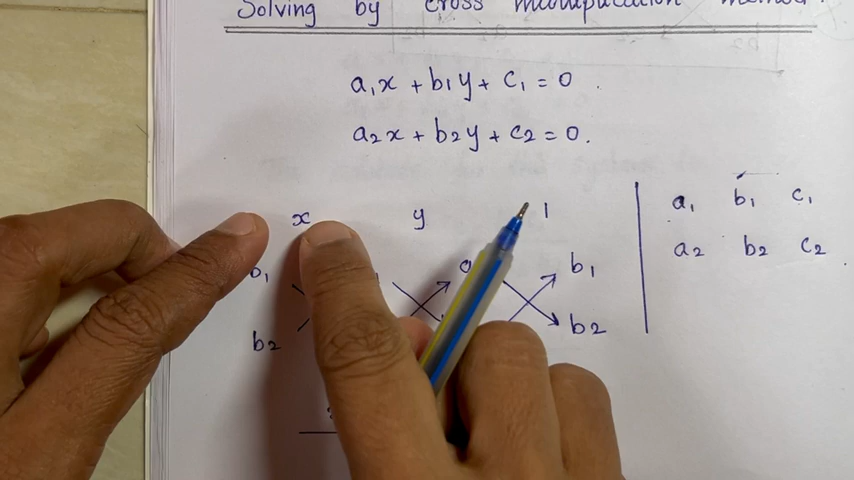 Solving by cross
a₁x + b₁y + c₁ = 0.
a₂x + b₂y + c₂ = 0.
x y 1
b₁ b₁
b₂ b₂
a₁ b₁ c₁
a₂ b₂ c₂